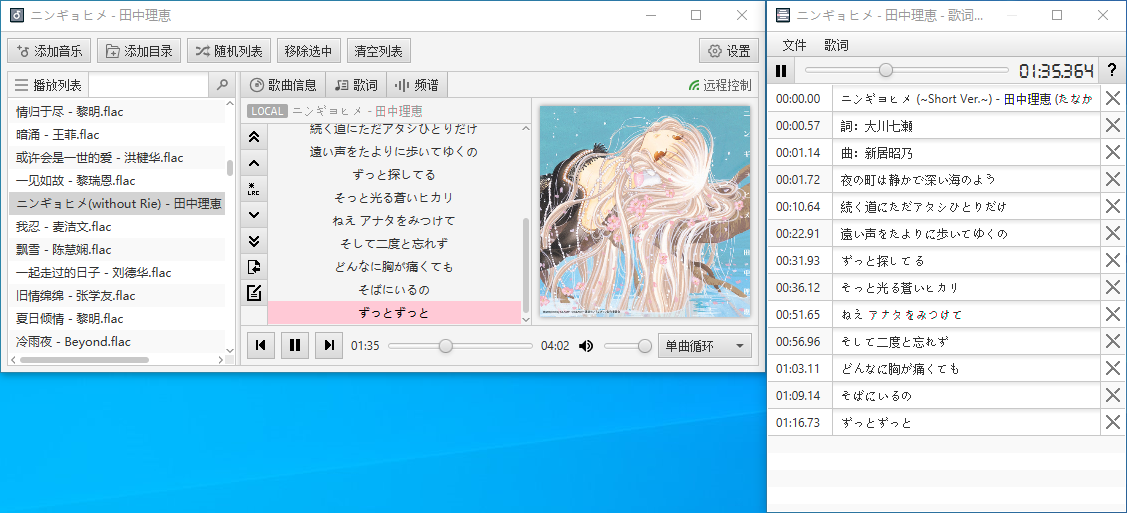 ニンギョヒメ - 田中理恵
添加音乐
添加目录
随机列表
移除选中
清空列表
设置
播放列表
情归于尽 - 黎明.flac
暗涌 - 王菲.flac
或许会是一世的爱 - 洪楗华.flac
一见如故 - 黎瑞恩.flac
ニンギョヒメ(without Rie) - 田中理恵
我忍 - 麦洁文.flac
飘雪 - 陈慧娴.flac
一起走过的日子 - 刘德华.flac
旧情绵绵 - 张学友.flac
夏日倾情 - 黎明.flac
冷雨夜 - Beyond.flac
歌曲信息
歌词
频谱
远程控制
LOCAL ニンギョヒメ - 田中理恵
LRC
続く道にただアタシひとりだけ
遠い声をたよりに歩いてゆくの
ずっと探してる
そっと光る蒼いヒカリ
ねえ アナタをみつけて
そして二度と忘れず
どんなに胸が痛くても
そばにいるの
ずっとずっと
01:35
04:02
单曲循环
ニンギョヒメ - 田中理恵 - 歌词...
文件
歌词
01:35.364
?
00:00.00 ニンギョヒメ (~Short Ver.~) - 田中理恵 (たなか
00:00.57 詞：大川七瀬
00:01.14 曲：新居昭乃
00:01.72 夜の町は静かで深い海のよう
00:10.64 続く道にただアタシひとりだけ
00:22.91 遠い声をたよりに歩いてゆくの
00:31.93 ずっと探してる
00:36.12 そっと光る蒼いヒカリ
00:51.65 ねえ アナタをみつけて
00:56.96 そして二度と忘れず
01:03.11 どんなに胸が痛くても
01:09.14 そばにいるの
01:16.73 ずっとずっと